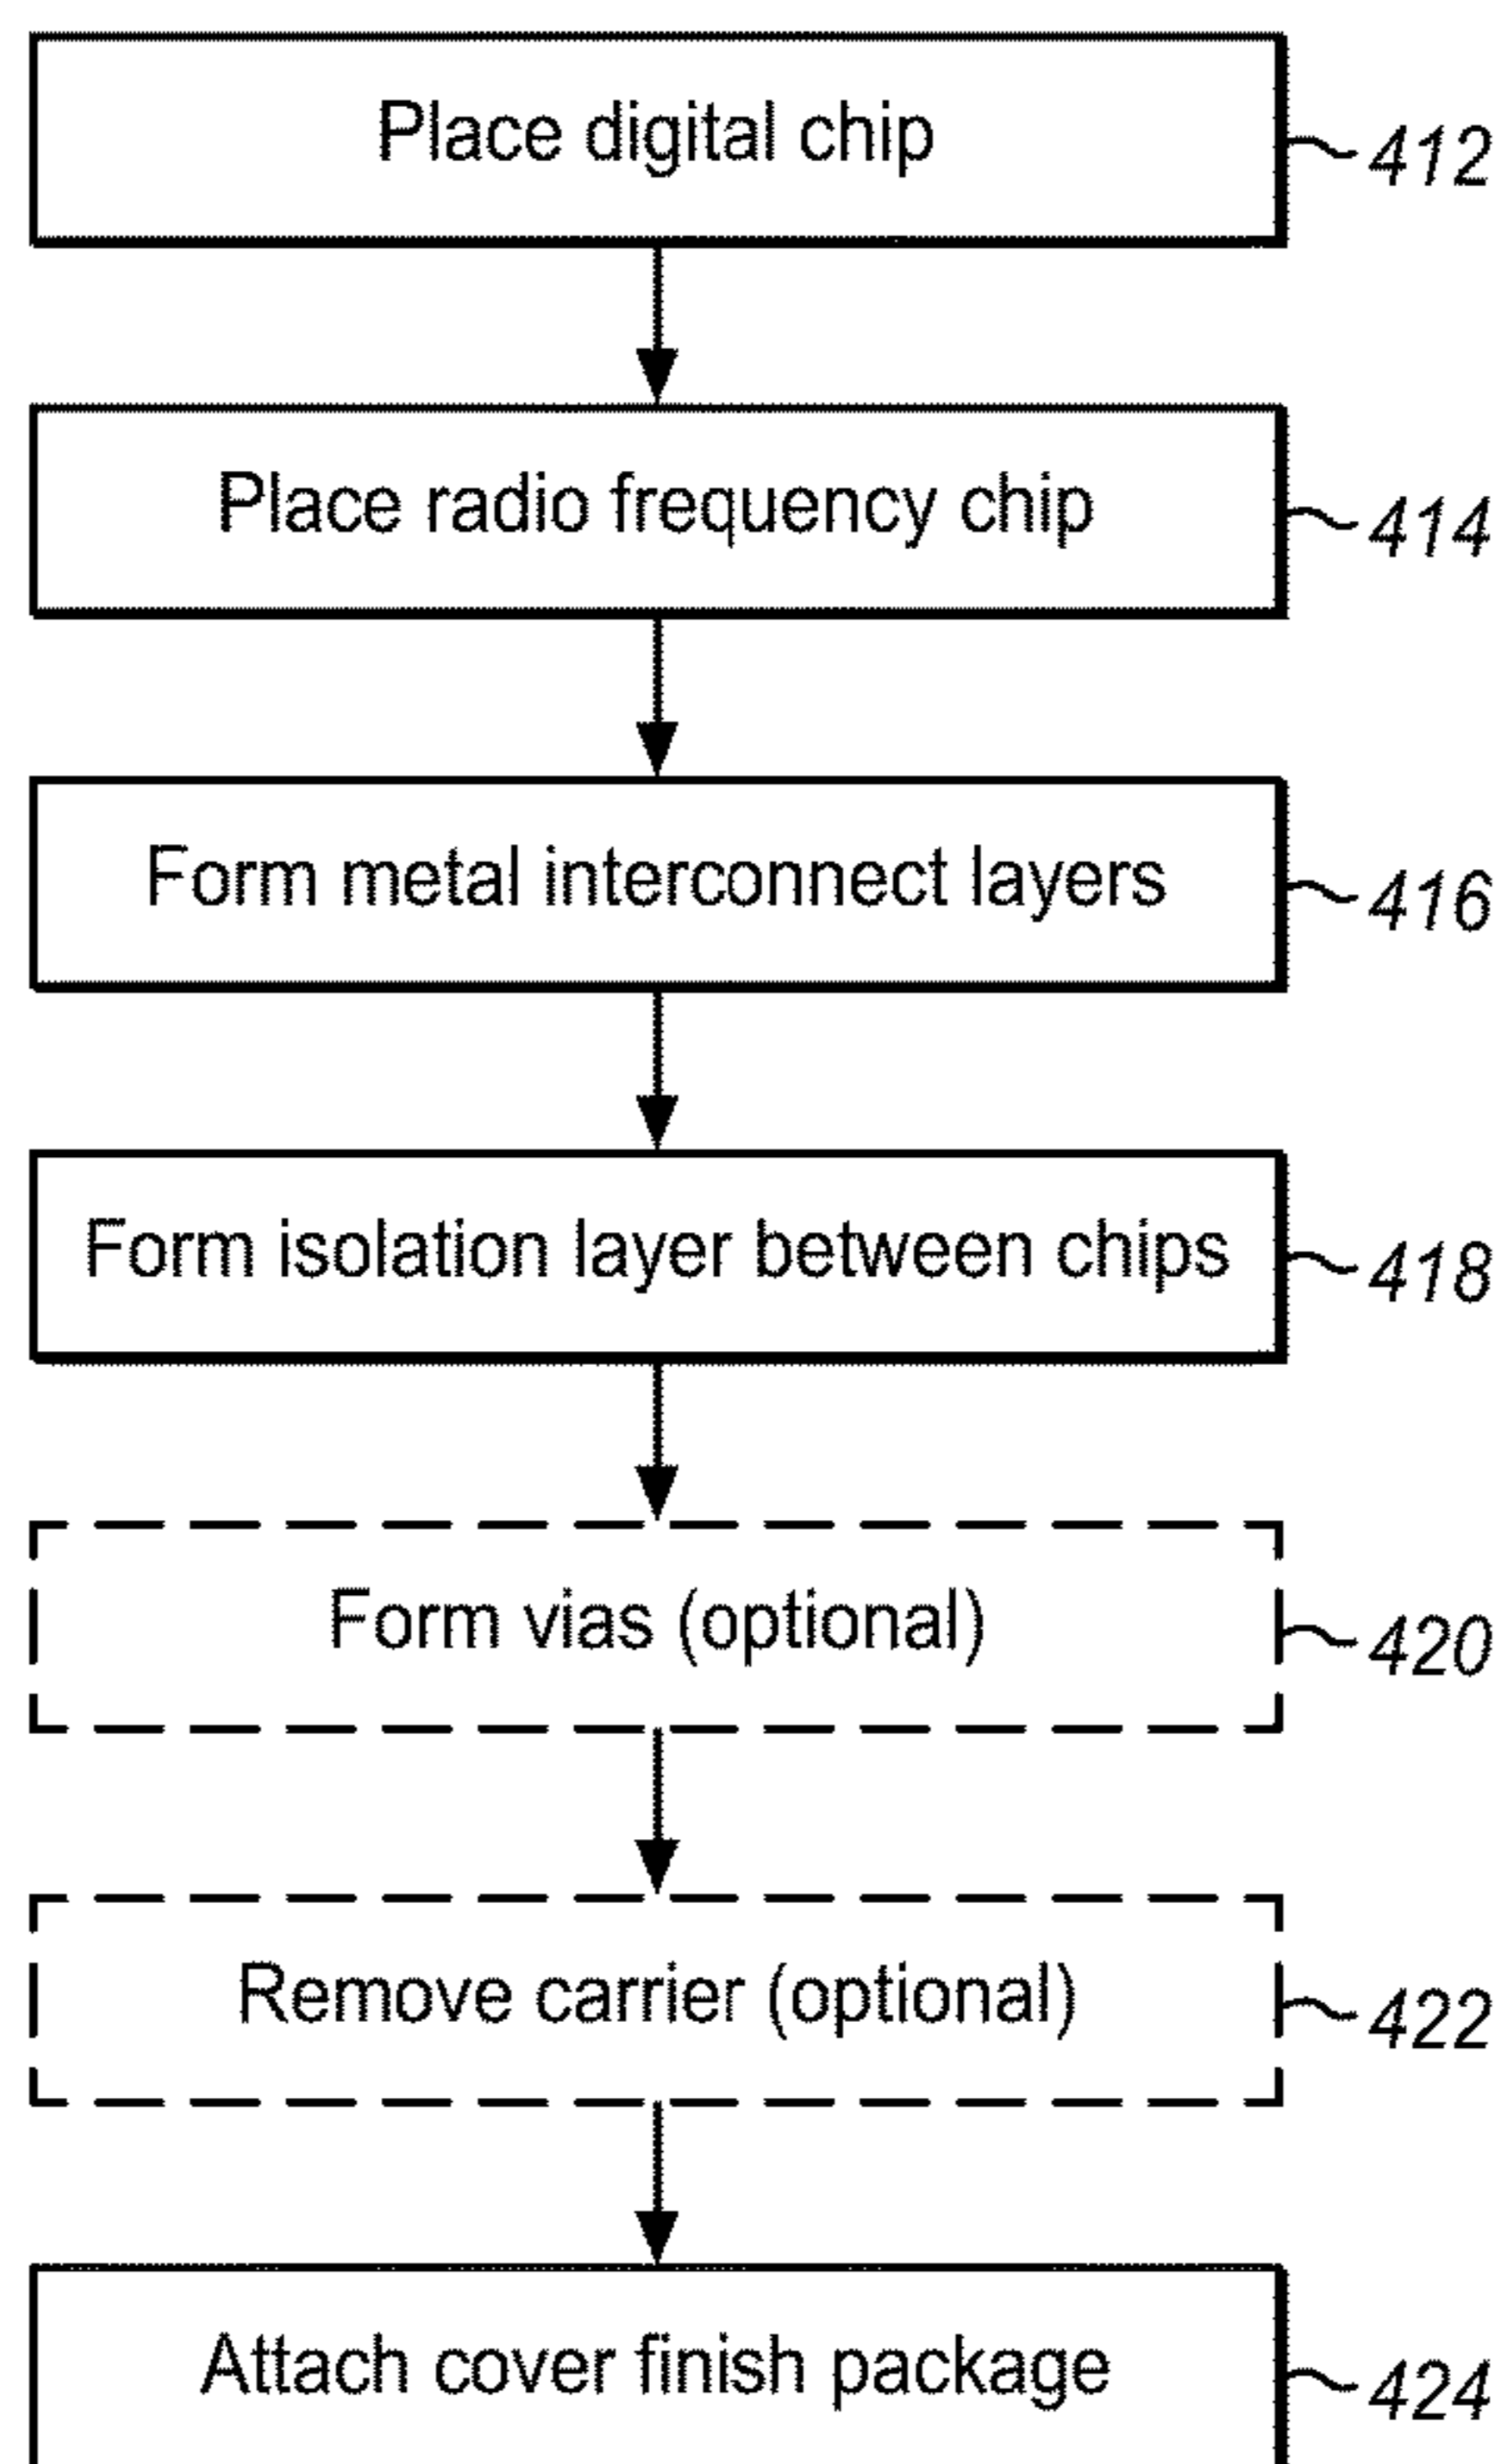 Place digital chip
412
Place radio frequency chip
414
Form metal interconnect layers
416
Form isolation layer between chips
418
Form vias (optional)
420
Remove carrier (optional)
422
Attach cover finish package
424